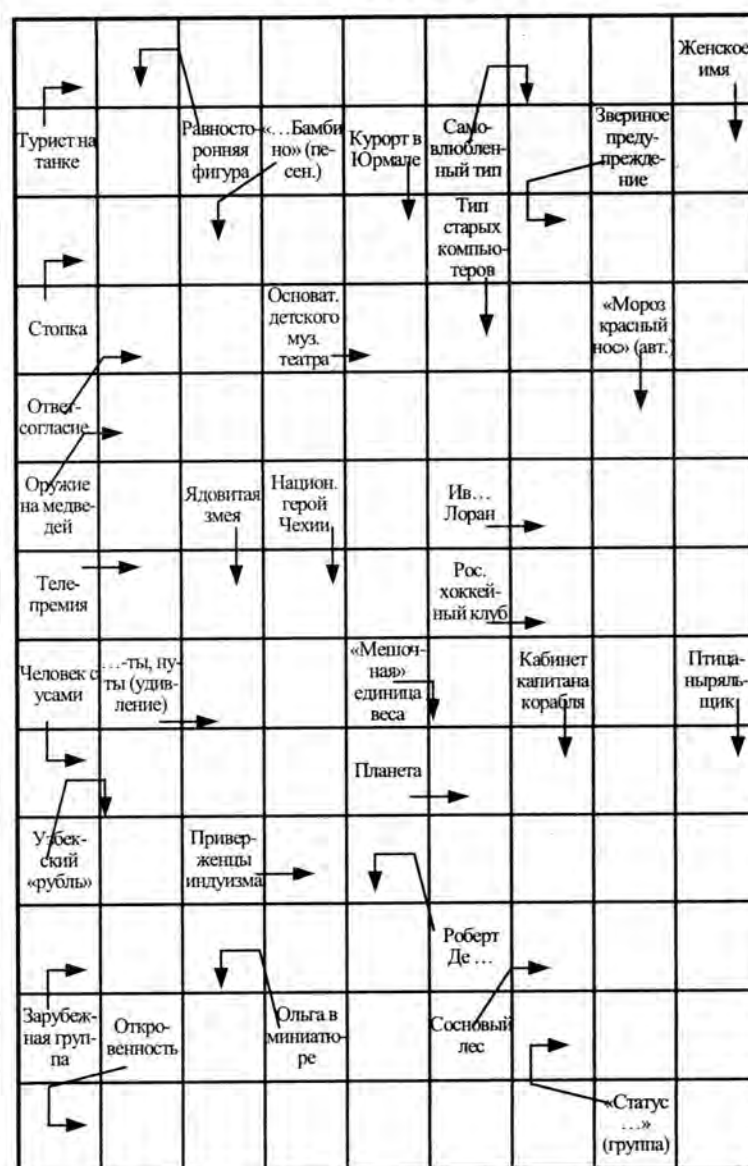 Женское
имя
Турист на
танке
Равносто-
ронняя
фигура
«…Бамби
но» (пе-
сен.)
Курорт в
Юрмале
Само-
влюблен-
ный тип
Звериное
преду-
прежде-
ние
Тип
старых
компью-
теров
Стопка
Основат.
детского
муз.
театра
«Мороз
красный
нос» (авт.)
Ответ-
согласие
Оружие
на медве-
дей
Ядовитая
змея
Национ.
герой
Чехии
Ив…
Лоран
Теле-
премия
Рос.
хоккей-
ный клуб
Человек с
усами
…-ты, ну-
ты (удив-
ление)
«Мешоч-
ная»
единица
веса
Кабинет
капитана
корабля
Птица-
ныряль-
щик
Планета
Узбек-
ский
«рубль»
Привер-
женцы
индуизма
Роберт
Де …
Зарубеж-
ная груп-
па
Откро-
венность
Ольга в
миниатю-
ре
Сосновый
лес
«Статус
…»
(группа)